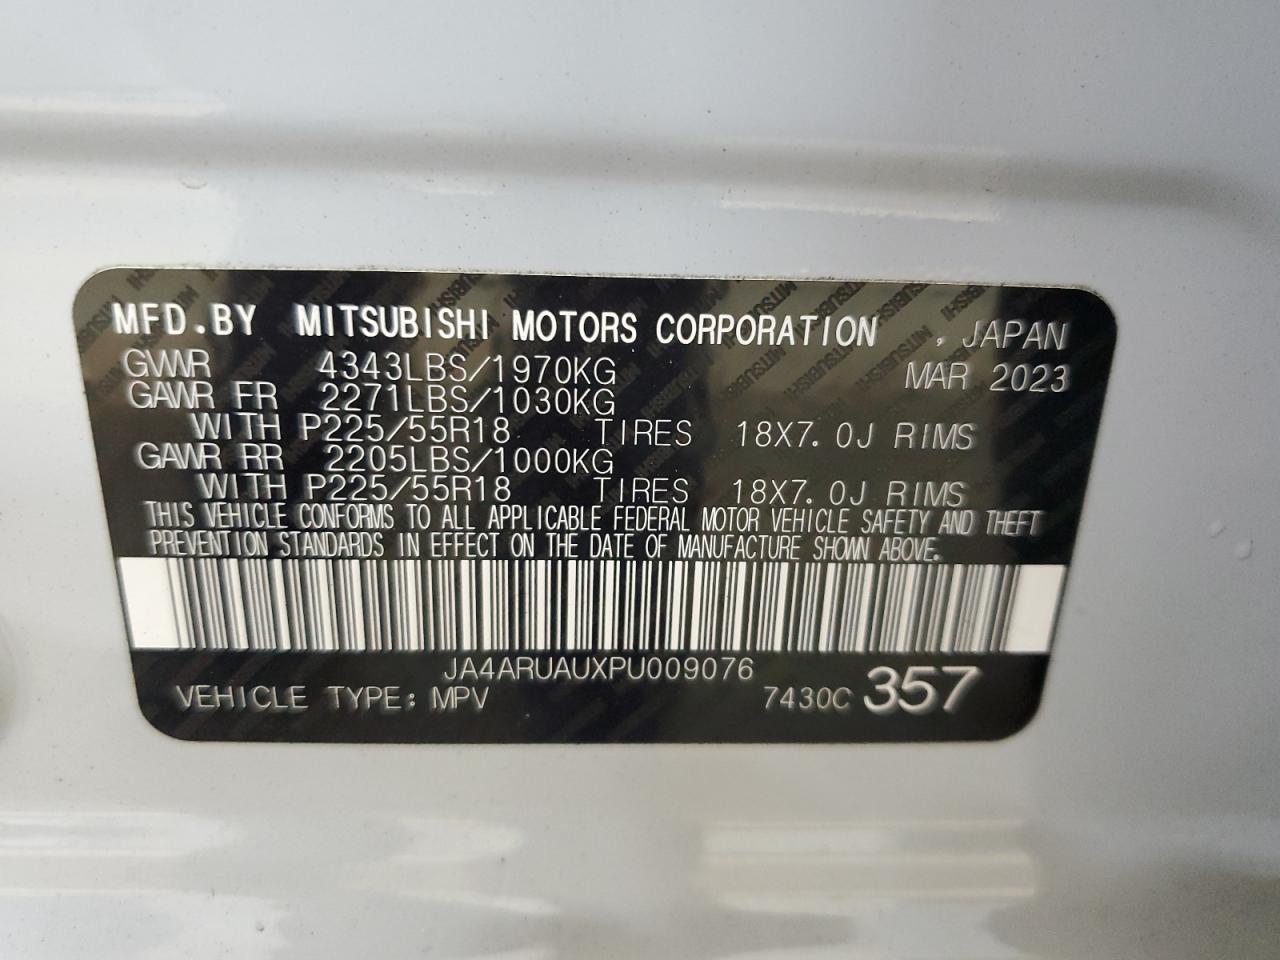 MFD.BY MITSUBISHI MOTORS CORPORATION , JAPAN
GVWR 4343LBS/1970KG MAR 2023
GAWR FR 2271LBS/1030KG
WITH P225/55R18 TIRES 18X7.0J RIMS
GAWR RR 2205LBS/1000KG
WITH P225/55R18 TIRES 18X7.0J RIMS
THIS VEHICLE CONFORMS TO ALL APPLICABLE FEDERAL MOTOR VEHICLE SAFETY AND THEFT
PREVENTION STANDARDS IN EFFECT ON THE DATE OF MANUFACTURE SHOWN ABOVE.
JA4ARUAUXPU009076
VEHICLE TYPE: MPV 7430C 357